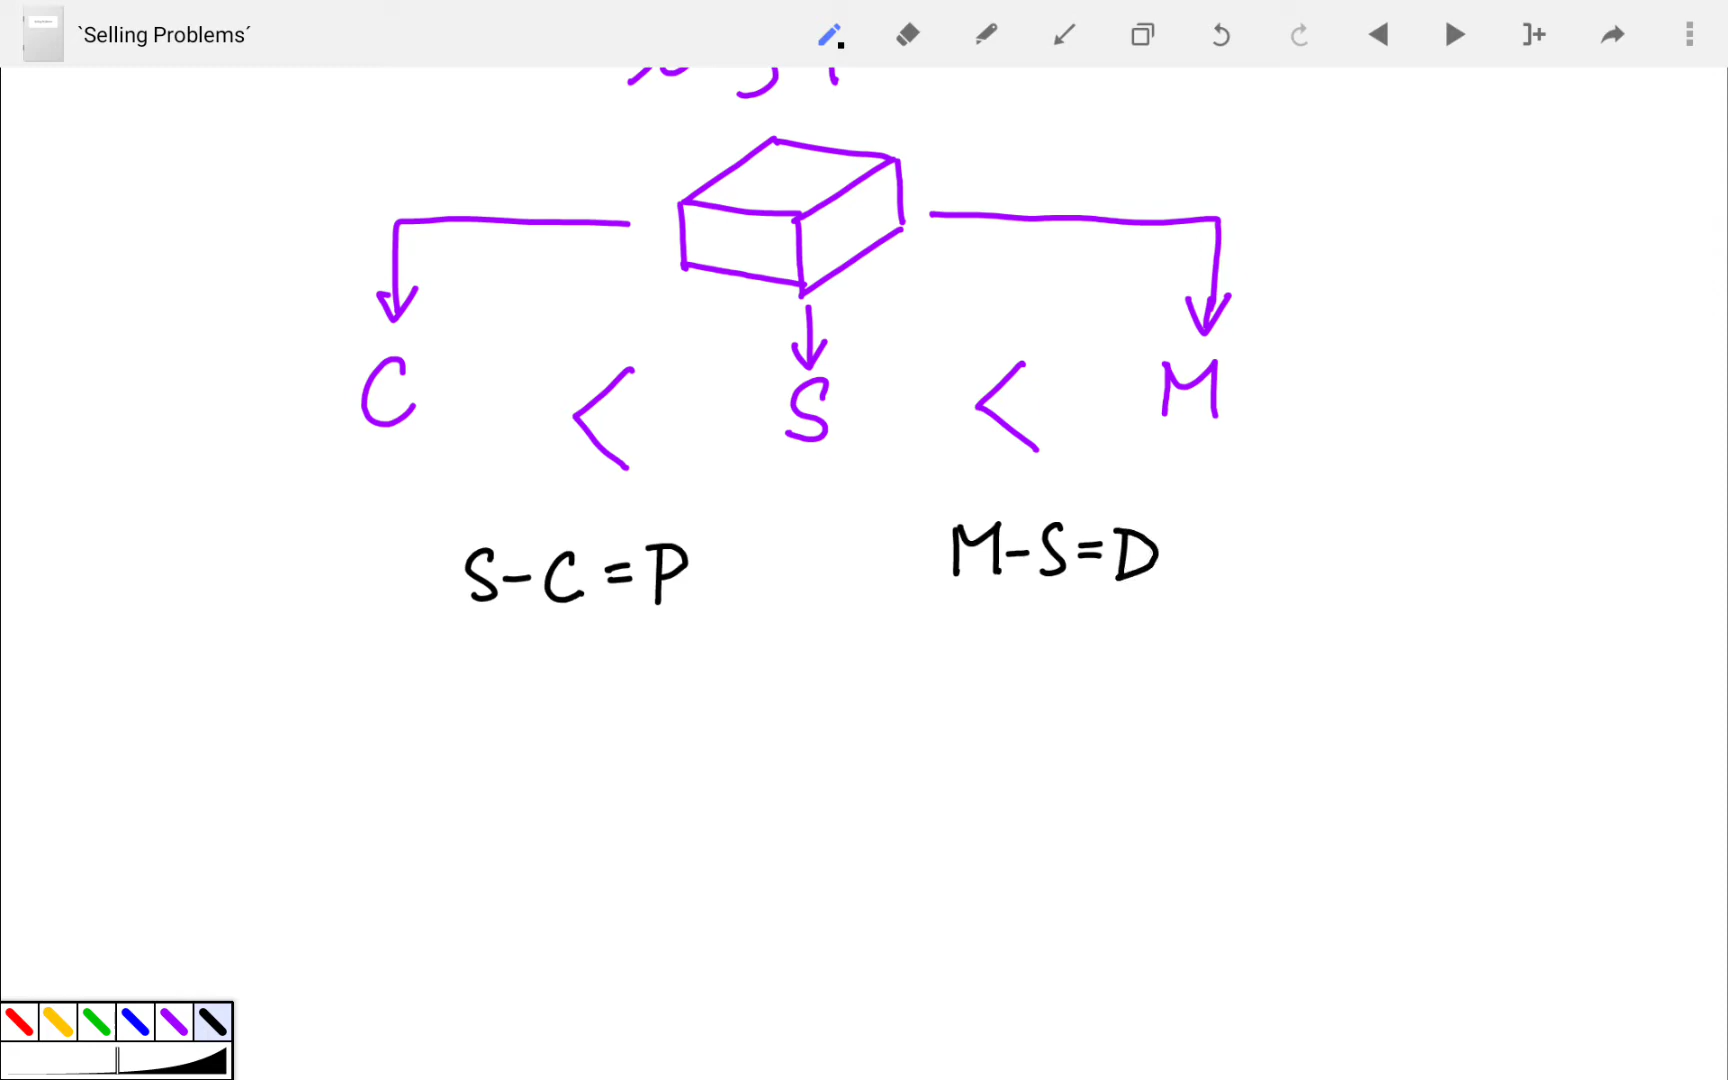 `Selling Problems´
C < S < M
S-C=P
M-S=D